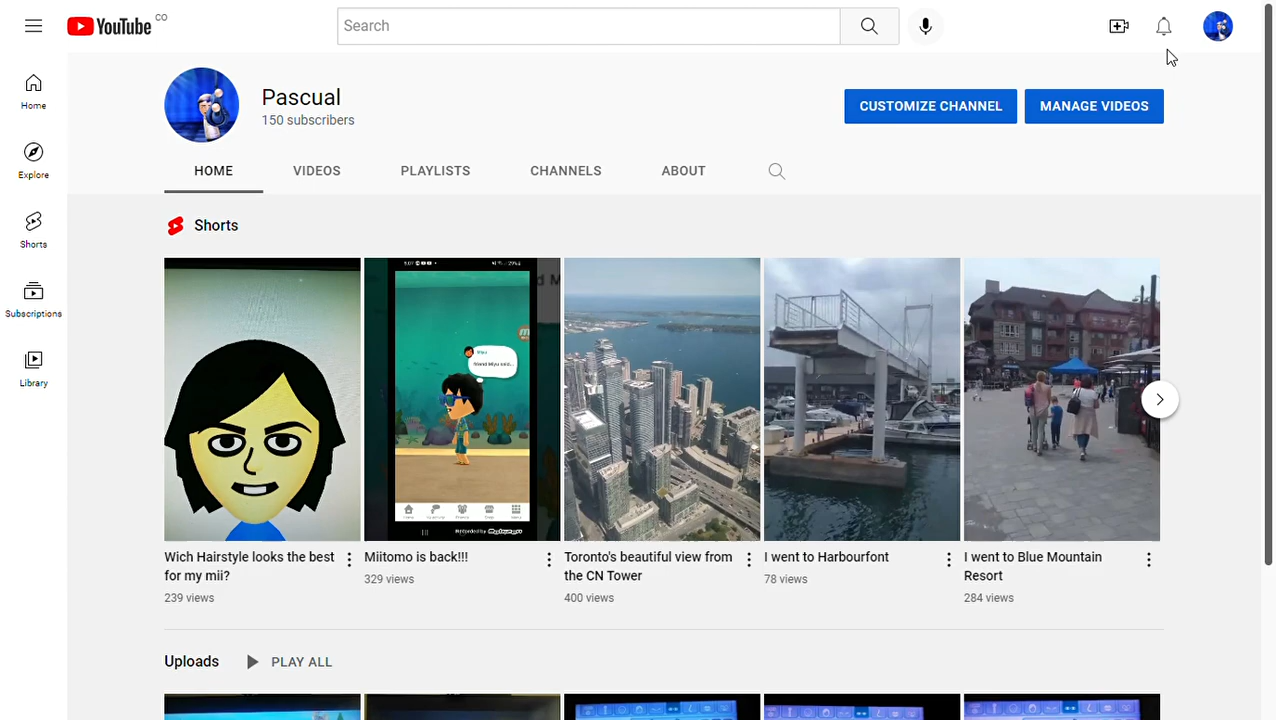 YouTube CO
Search
Home
Explore
Shorts
Subscriptions
Library
Pascual
150 subscribers
CUSTOMIZE CHANNEL
MANAGE VIDEOS
HOME
VIDEOS
PLAYLISTS
CHANNELS
ABOUT
Shorts
Wich Hairstyle looks the best
for my mii?
239 views
Miitomo is back!!!
329 views
Toronto's beautiful view from
the CN Tower
400 views
I went to Harbourfont
78 views
I went to Blue Mountain
Resort
284 views
Uploads
PLAY ALL